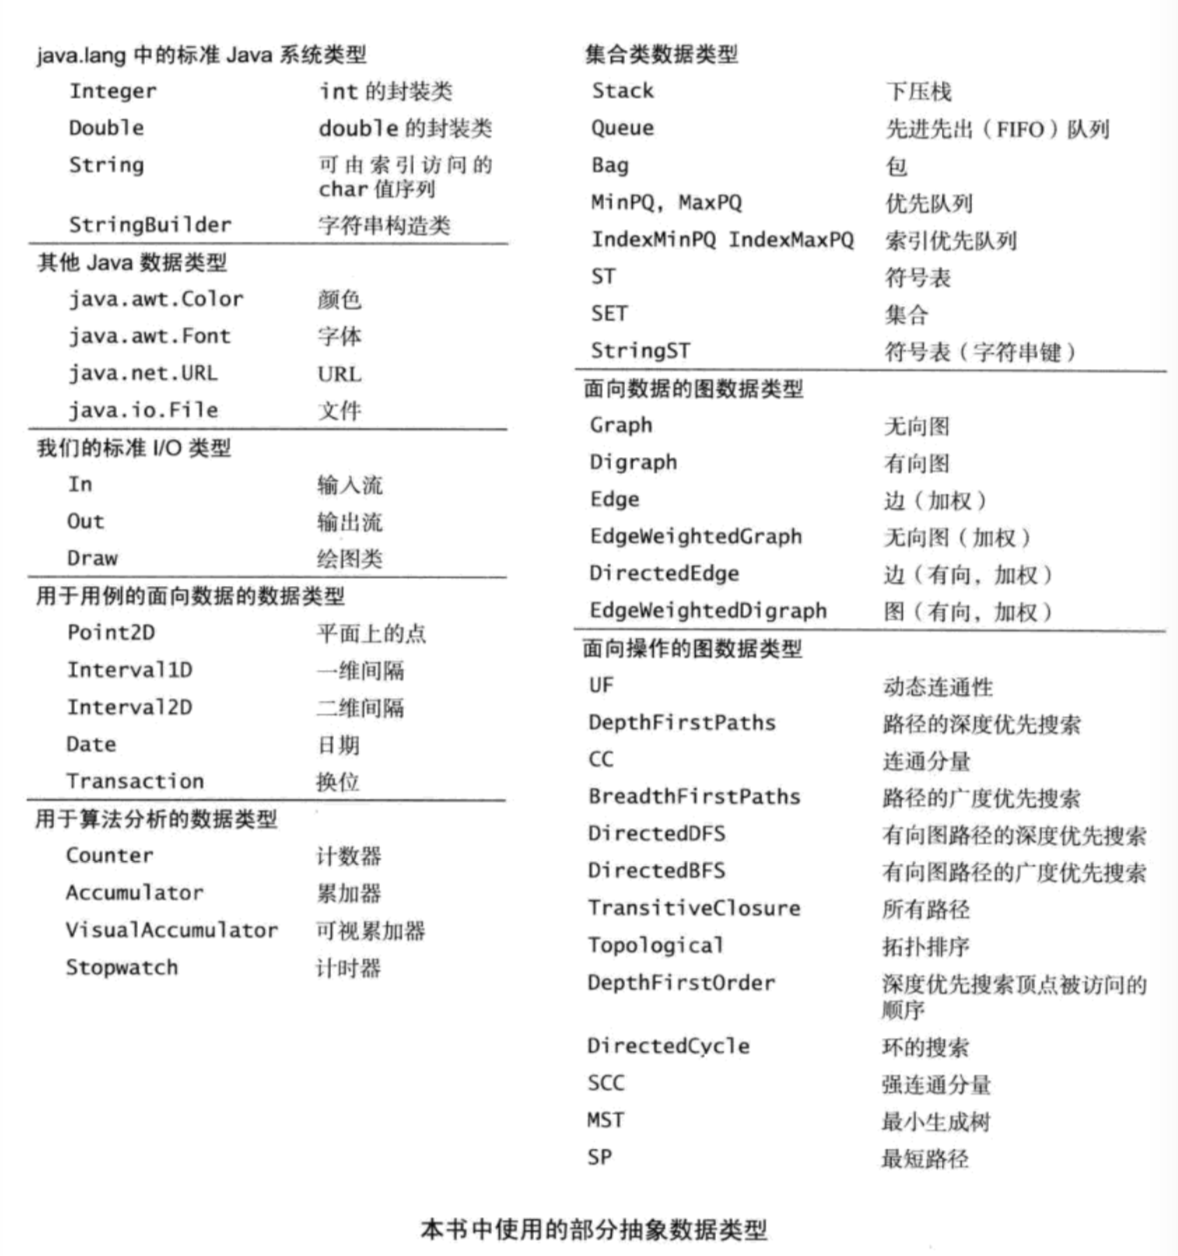 java.lang 中的标准 Java 系统类型
Integer int 的封装类
Double double 的封装类
String 可由索引访问的
char 值序列
StringBuilder 字符串构造类
其他 Java 数据类型
java.awt.Color 颜色
java.awt.Font 字体
java.net.URL URL
java.io.File 文件
我们的标准 I/O 类型
In 输入流
Out 输出流
Draw 绘图类
用于用例的面向数据的数据类型
Point2D 平面上的点
Interval1D 一维间隔
Interval2D 二维间隔
Date 日期
Transaction 换位
用于算法分析的数据类型
Counter 计数器
Accumulator 累加器
VisualAccumulator 可视累加器
Stopwatch 计时器
集合类数据类型
Stack 下压栈
Queue 先进先出（FIFO）队列
Bag 包
MinPQ, MaxPQ 优先队列
IndexMinPQ IndexMaxPQ 索引优先队列
ST 符号表
SET 集合
StringST 符号表（字符串键）
面向数据的图数据类型
Graph 无向图
Digraph 有向图
Edge 边（加权）
EdgeWeightedGraph 无向图（加权）
DirectedEdge 边（有向，加权）
EdgeWeightedDigraph 图（有向，加权）
面向操作的图数据类型
UF 动态连通性
DepthFirstPaths 路径的深度优先搜索
CC 连通分量
BreadthFirstPaths 路径的广度优先搜索
DirectedDFS 有向图路径的深度优先搜索
DirectedBFS 有向图路径的广度优先搜索
TransitiveClosure 所有路径
Topological 拓扑排序
DepthFirstOrder 深度优先搜索顶点被访问的
顺序
DirectedCycle 环的搜索
SCC 强连通分量
MST 最小生成树
SP 最短路径
本书中使用的部分抽象数据类型